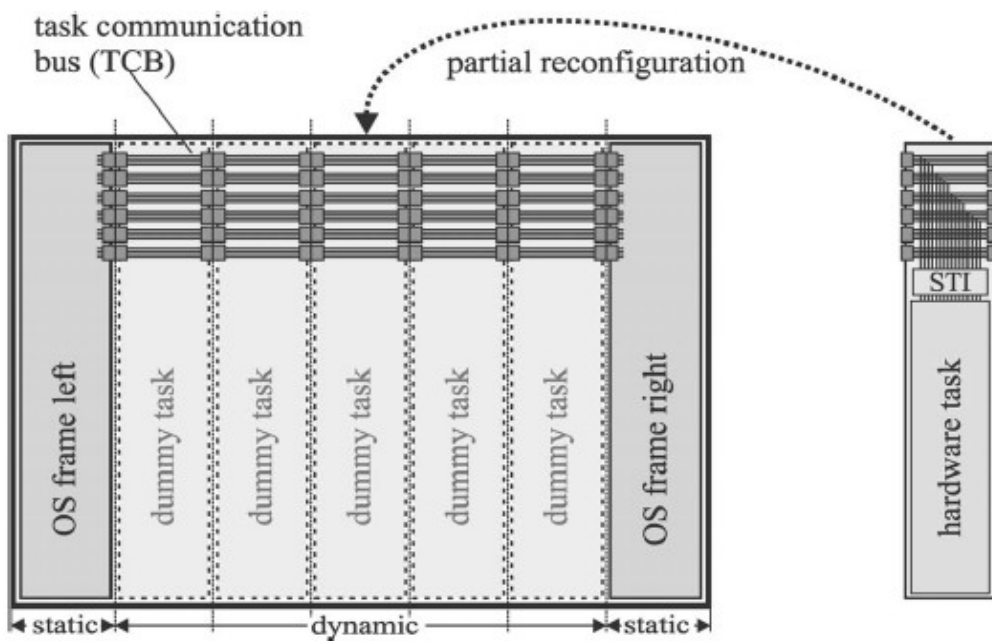 task communication
bus (TCB)
partial reconfiguration
OS frame left
dummy task
dummy task
dummy task
dummy task
dummy task
OS frame right
STI
hardware task
static
dynamic
static